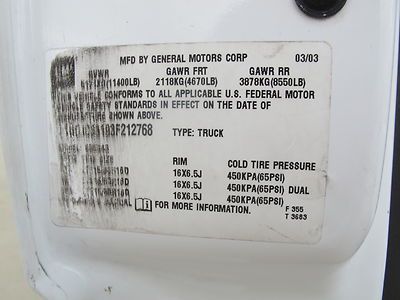 MFD BY GENERAL MOTORS CORP 03/03
GVWR GAWR FRT GAWR RR
(11400LB) 2118KG(4670LB) 3878KG(8550LB)
VEHICLE CONFORMS TO ALL APPLICABLE U.S. FEDERAL MOTOR
SAFETY STANDARDS IN EFFECT ON THE DATE OF
SHOWN ABOVE.
3F212768 TYPE: TRUCK
RIM COLD TIRE PRESSURE
16X6.5J 450KPA(65PSI)
16X6.5J 450KPA(65PSI) DUAL
16X6.5J 450KPA(65PSI)
MANUAL FOR MORE INFORMATION. F 355
T 3683